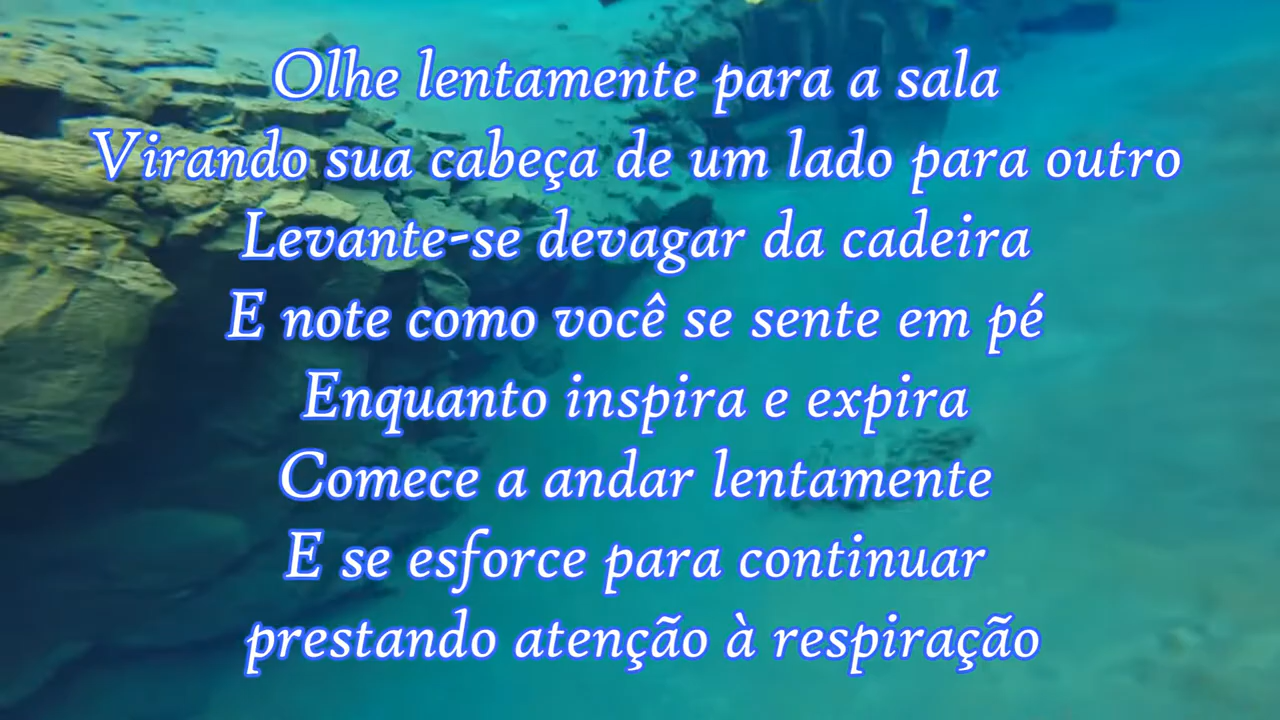 Olhe lentamente para a sala
Virando sua cabeça de um lado para outro
Levante-se devagar da cadeira
E note como você se sente em pé
Enquanto inspira e expira
Comece a andar lentamente
E se esforce para continuar
prestando atenção à respiração